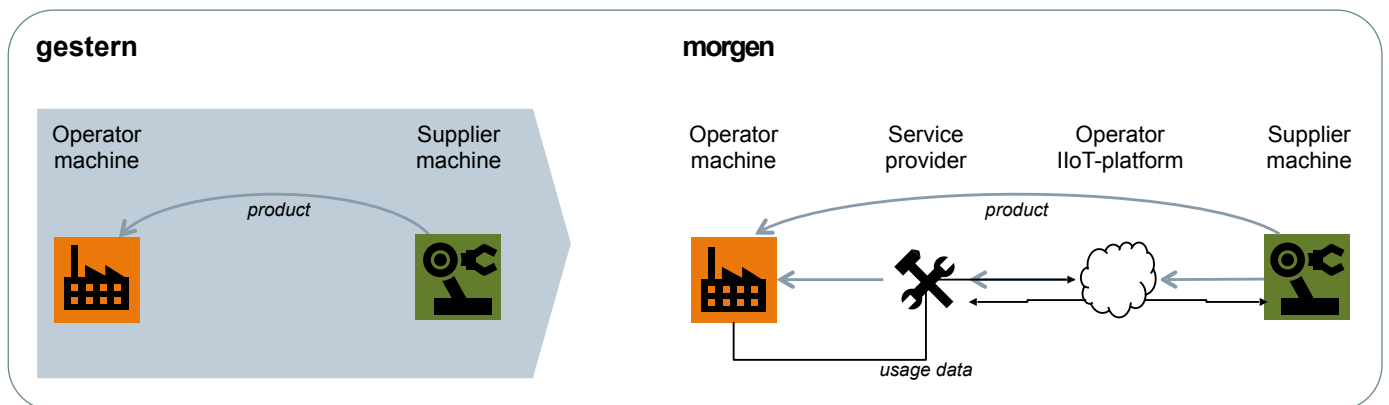 gestern
Operator
machine
Supplier
machine
product
morgen
Operator
machine
Service
provider
Operator
IIoT-platform
Supplier
machine
product
usage data